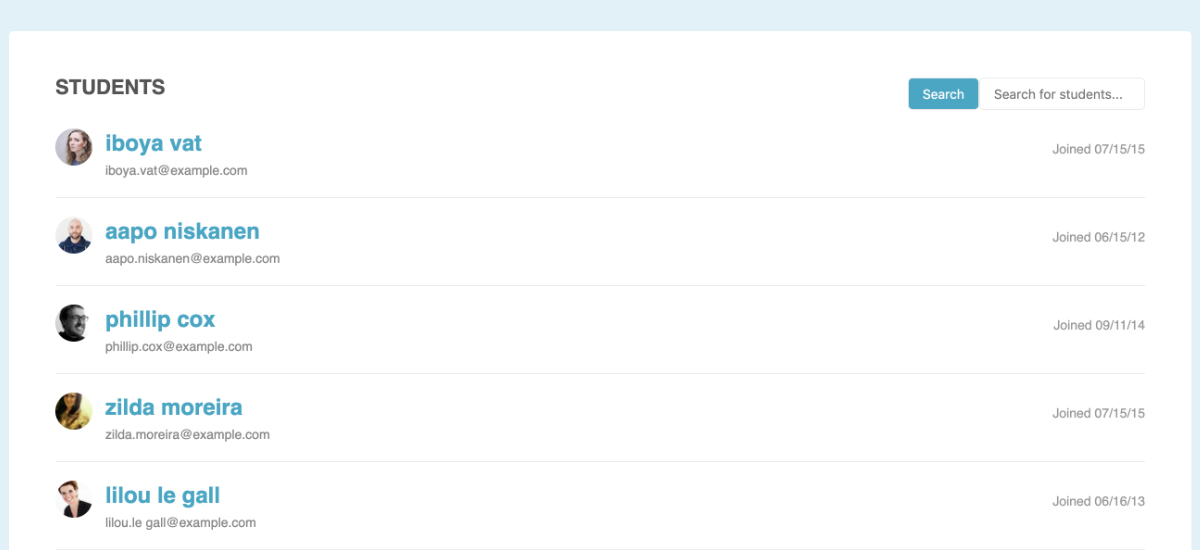 STUDENTS
Search Search for students...
iboya vat
Joined 07/15/15
iboya.vat@example.com
aapo niskanen
Joined 06/15/12
aapo.niskanen@example.com
phillip cox
Joined 09/11/14
phillip.cox@example.com
zilda moreira
Joined 07/15/15
zilda.moreira@example.com
lilou le gall
Joined 06/16/13
lilou.le gall@example.com